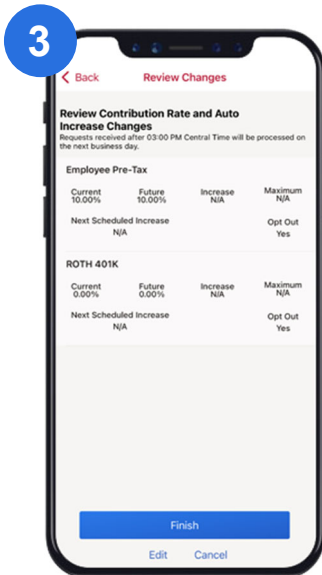 3
Back Review Changes
Review Contribution Rate and Auto
Increase Changes
Requests received after 03:00 PM Central Time will be processed on
the next business day.
Employee Pre-Tax
Current Future Increase Maximum
10.00% 10.00% N/A N/A
Next Scheduled Increase Opt Out
N/A Yes
ROTH 401K
Current Future Increase Maximum
0.00% 0.00% N/A N/A
Next Scheduled Increase Opt Out
N/A Yes
Finish
Edit Cancel